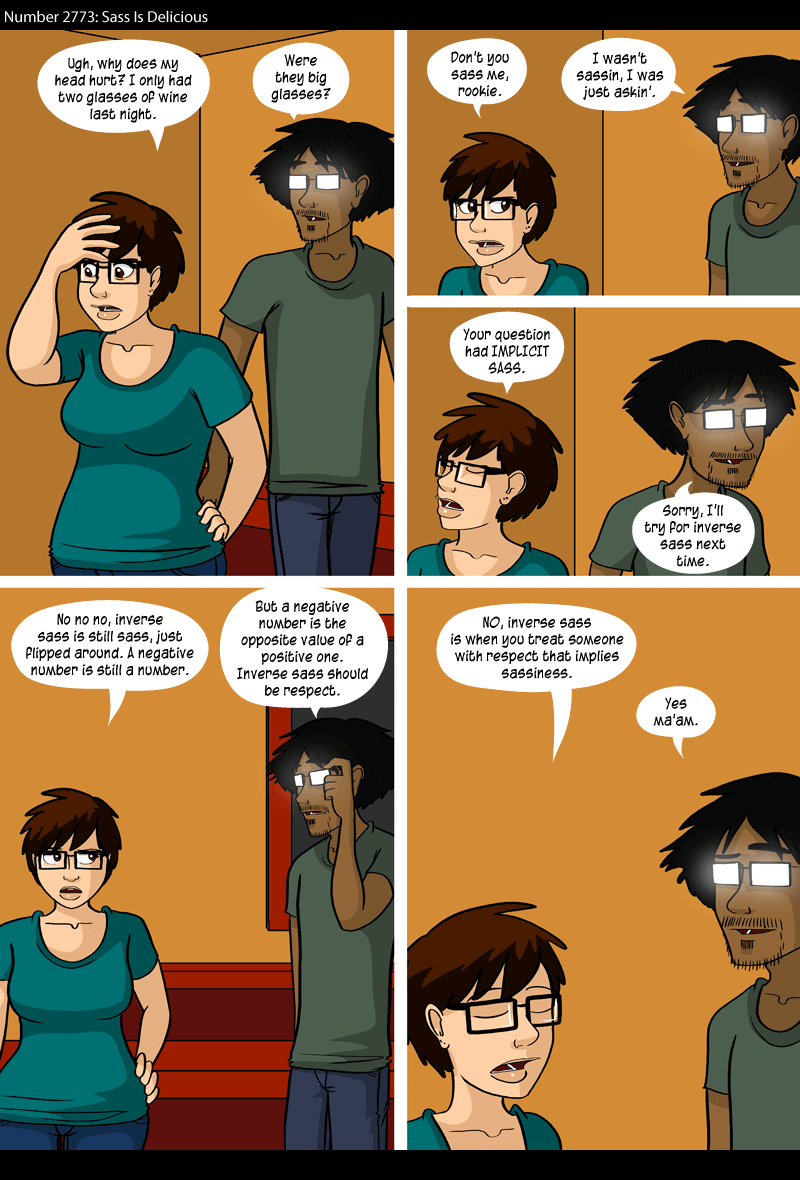 Number 2773: Sass Is Delicious
Ugh, why does my
head hurt? I only had
two glasses of wine
last night.
Were
they big
glasses?
Don't you
sass me,
rookie.
I wasn't
sassin, I was
just askin'.
Your question
had IMPLICIT
SASS.
Sorry, I'll
try for inverse
sass next
time.
No no no, inverse
sass is still sass, just
flipped around. A negative
number is still a number.
But a negative
number is the
opposite value of a
positive one.
Inverse sass should
be respect.
NO, inverse sass
is when you treat someone
with respect that implies
sassiness.
Yes
ma'am.